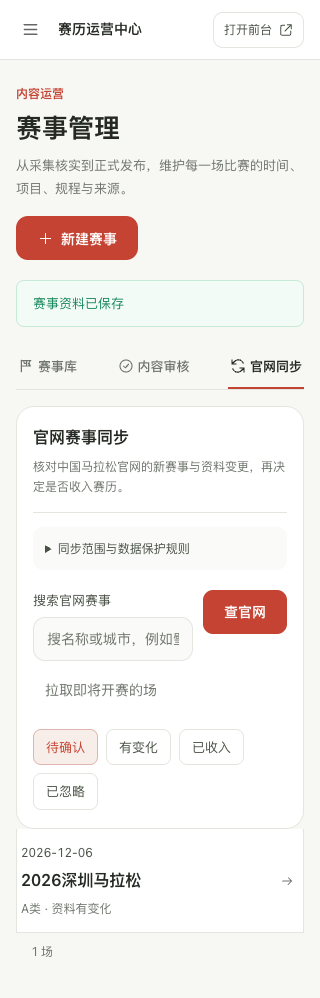 赛历运营中心
打开前台
内容运营
赛事管理
从采集核实到正式发布，维护每一场比赛的时间、
项目、规程与来源。
新建赛事
赛事资料已保存
赛事库
内容审核
官网同步
官网赛事同步
核对中国马拉松官网的新赛事与资料变更，再决
定是否收入赛历。
同步范围与数据保护规则
搜索官网赛事
查官网
搜名称或城市，例如
拉取即将开赛的场
待确认
有变化
已收入
已忽略
2026-12-06
2026深圳马拉松
A类 · 资料有变化
1 场